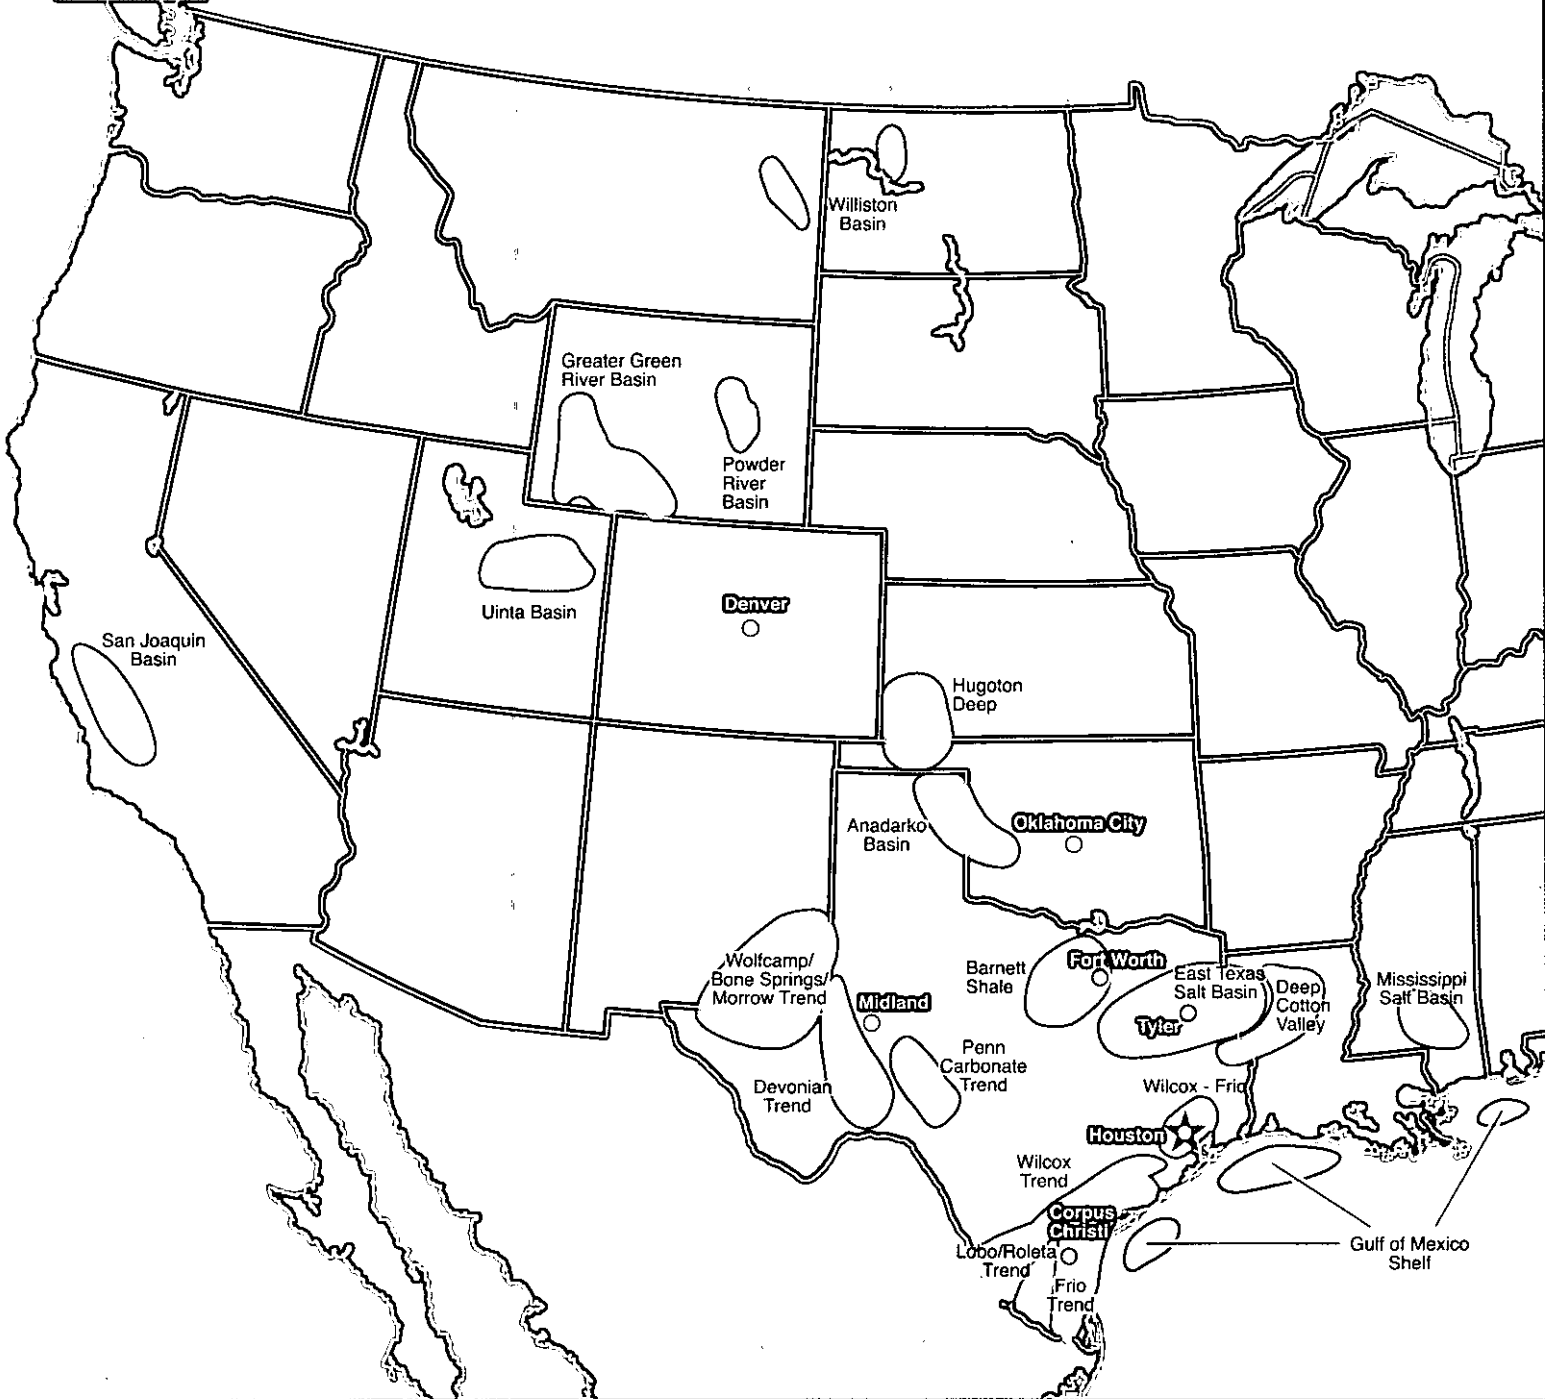 Williston
Basin
Greater Green
River Basin
Powder
River
Basin
Uinta Basin
Denver
San Joaquin
Basin
Hugoton
Deep
Anadarko
Basin
Oklahoma City
Wolfcamp/
Bone Springs/
Morrow Trend
Midland
Barnett
Shale
Fort Worth
East Texas
Salt Basin
Tyler
Deep
Cotton
Valley
Mississippi
Salt Basin
Penn
Carbonate
Trend
Devonian
Trend
Wilcox - Frio
Houston
Wilcox
Trend
Corpus
Christi
Lobo/Roleta
Trend
Frio
Trend
Gulf of Mexico
Shelf